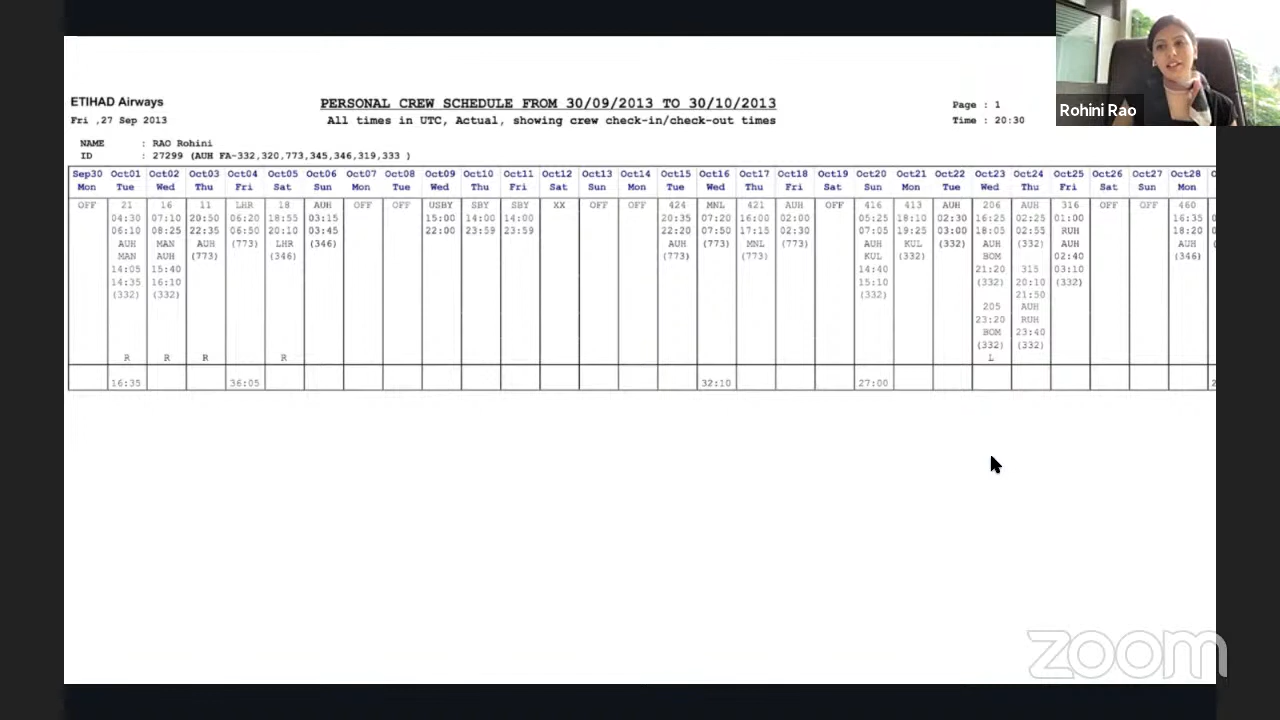 Rohini Rao
ETIHAD Airways
PERSONAL CREW SCHEDULE FROM 30/09/2013 TO 30/10/2013
Page : 1
Fri ,27 Sep 2013
All times in UTC, Actual, showing crew check-in/check-out times
Time : 20:30
NAME : RAO Rohini
ID : 27299 (AUH FA-332,320,773,345,346,319,333 )
Sep30 Oct01 Oct02 Oct03 Oct04 Oct05 Oct06 Oct07 Oct08 Oct09 Oct10 Oct11 Oct12 Oct13 Oct14 Oct15 Oct16 Oct17 Oct18 Oct19 Oct20 Oct21 Oct22 Oct23 Oct24 Oct25 Oct26 Oct27 Oct28
Mon Tue Wed Thu Fri Sat Sun Mon Tue Wed Thu Fri Sat Sun Mon Tue Wed Thu Fri Sat Sun Mon Tue Wed Thu Fri Sat Sun Mon
OFF 21 16 11 LHR 18 AUH OFF OFF USBY SBY SBY XX OFF OFF 424 MNL 421 AUH OFF 416 413 AUH 206 AUH 316 OFF OFF 460
04:30 07:10 20:50 06:20 18:55 03:15 15:00 14:00 14:00 20:35 07:20 16:00 02:00 05:25 18:10 02:30 16:25 02:25 01:00 16:35
06:10 08:25 22:35 06:50 20:10 03:45 22:00 23:59 23:59 22:20 07:50 17:15 02:30 07:05 19:25 03:00 18:05 02:55 RUH 18:20
AUH MAN AUH (773) LHR (346) AUH (773) MNL (773) AUH KUL (332) AUH (332) AUH AUH
MAN AUH (773) (346) (773) (773) KUL (332) BOM 02:40 (346)
14:05 15:40 14:40 21:20 315 03:10
14:35 16:10 15:10 (332) 20:10 (332)
(332) (332) (332) 21:50
205 AUH
23:20 RUH
BOM 23:40
(332) (332)
R R R R L
16:35 36:05 32:10 27:00
zoom